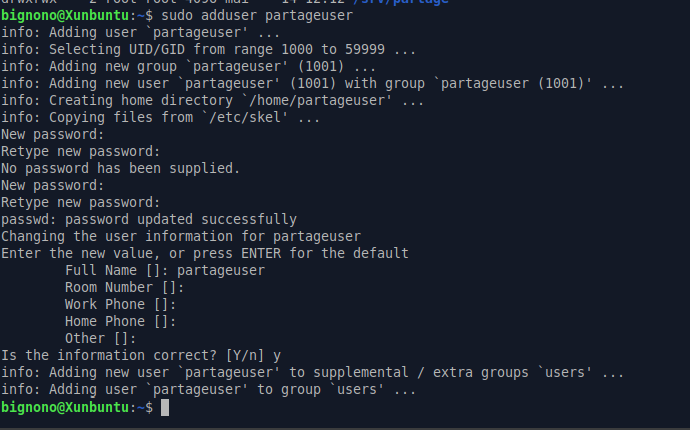 bignono@Xunbuntu:~$ sudo adduser partageuser
info: Adding user `partageuser' ...
info: Selecting UID/GID from range 1000 to 59999 ...
info: Adding new group `partageuser' (1001) ...
info: Adding new user `partageuser' (1001) with group `partageuser (1001)' ...
info: Creating home directory `/home/partageuser' ...
info: Copying files from `/etc/skel' ...
New password:
Retype new password:
No password has been supplied.
New password:
Retype new password:
passwd: password updated successfully
Changing the user information for partageuser
Enter the new value, or press ENTER for the default
Full Name []: partageuser
Room Number []:
Work Phone []:
Home Phone []:
Other []:
Is the information correct? [Y/n] y
info: Adding new user `partageuser' to supplemental / extra groups `users' ...
info: Adding user `partageuser' to group `users' ...
bignono@Xunbuntu:~$